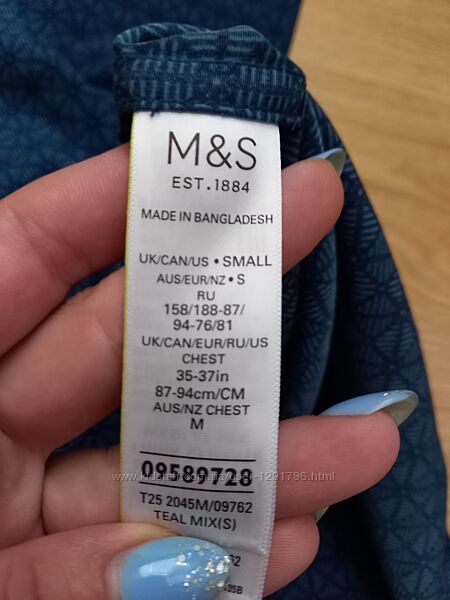 M&S
EST.1884
MADE IN BANGLADESH
UK/CAN/US • SMALL
AUS/EUR/NZ • S
RU
158/188-87/
94-76/81
UK/CAN/EUR/RU/US
CHEST
35-37in
87-94cm/CM
AUS/NZ CHEST
M
09589728
T25 2045M/09762
TEAL MIX(S)